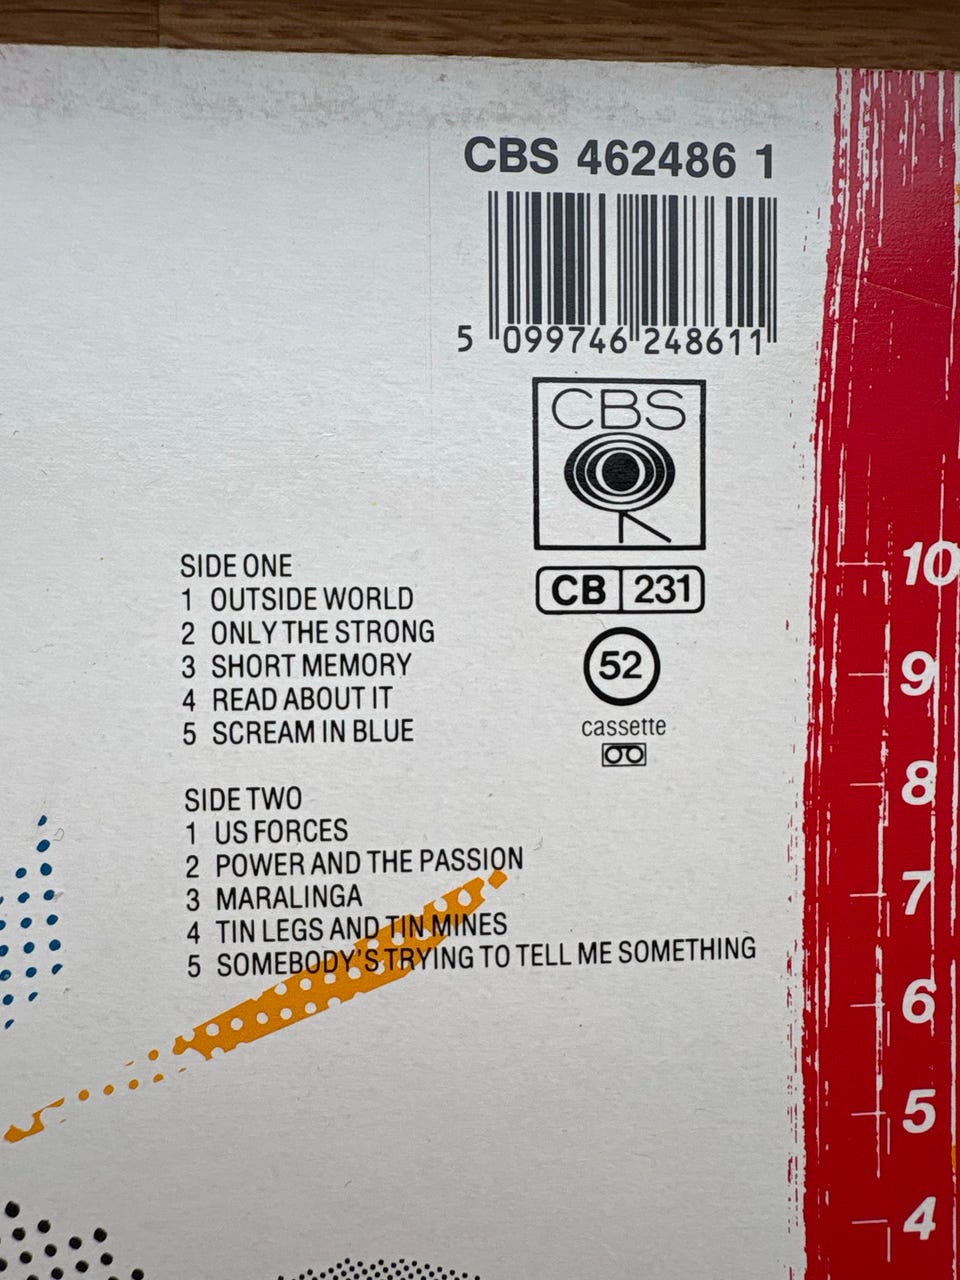 CBS 462486 1
5 099746 248611
CBS
CB 231
52
cassette
SIDE ONE
1 OUTSIDE WORLD
2 ONLY THE STRONG
3 SHORT MEMORY
4 READ ABOUT IT
5 SCREAM IN BLUE
SIDE TWO
1 US FORCES
2 POWER AND THE PASSION
3 MARALINGA
4 TIN LEGS AND TIN MINES
5 SOMEBODY'S TRYING TO TELL ME SOMETHING
10
9
8
7
6
5
4